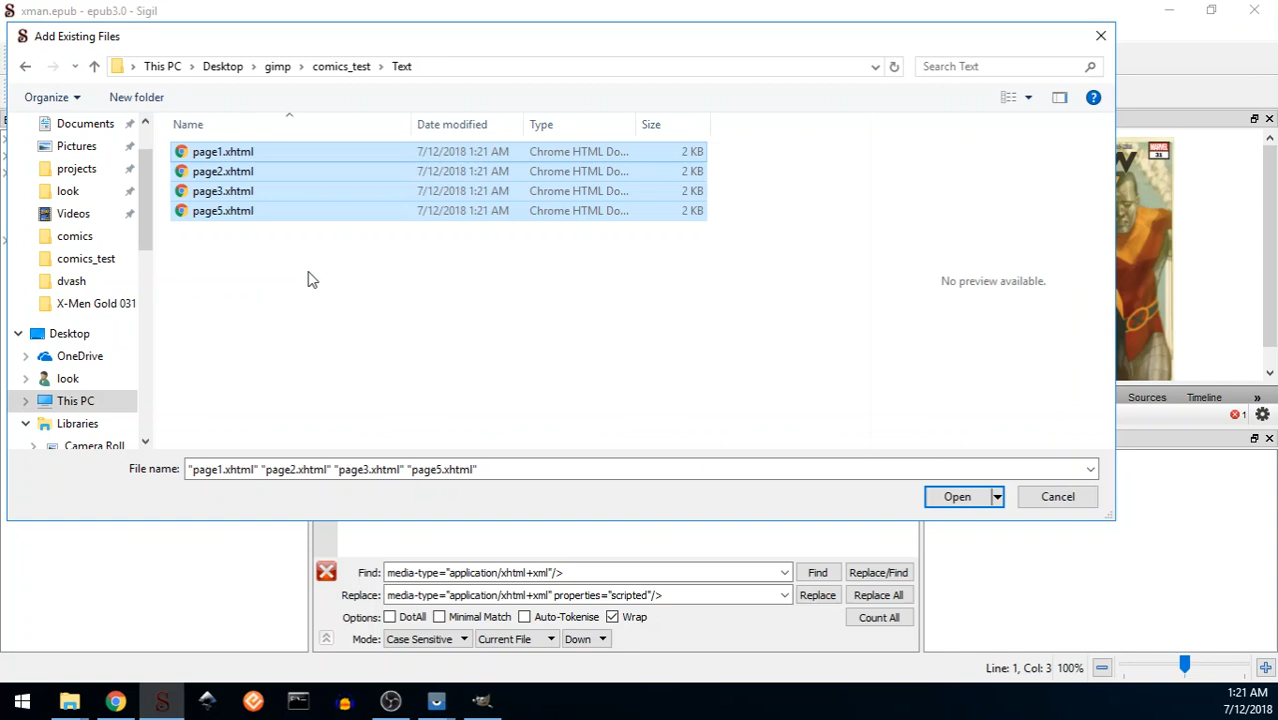 xman.epub - epub3.0 - Sigil
Add Existing Files
This PC
Desktop
gimp
comics_test
Text
Search Text
Organize
New folder
Name
Date modified
Type
Size
page1.xhtml 7/12/2018 1:21 AM Chrome HTML Do... 2 KB
page2.xhtml 7/12/2018 1:21 AM Chrome HTML Do... 2 KB
page3.xhtml 7/12/2018 1:21 AM Chrome HTML Do... 2 KB
page5.xhtml 7/12/2018 1:21 AM Chrome HTML Do... 2 KB
Documents
Pictures
projects
look
Videos
comics
comics_test
dvash
X-Men Gold 031
Desktop
OneDrive
look
This PC
Libraries
Camera Roll
No preview available.
MARVEL
31
File name: "page1.xhtml" "page2.xhtml" "page3.xhtml" "page5.xhtml"
Open
Cancel
Sources
Timeline
»
1
Find: media-type="application/xhtml+xml"/>
Find
Replace/Find
Replace: media-type="application/xhtml+xml" properties="scripted"/>
Replace
Replace All
Options: DotAll Minimal Match Auto-Tokenise Wrap
Count All
Mode: Case Sensitive Current File Down
Line: 1, Col: 3 100%
1:21 AM
7/12/2018